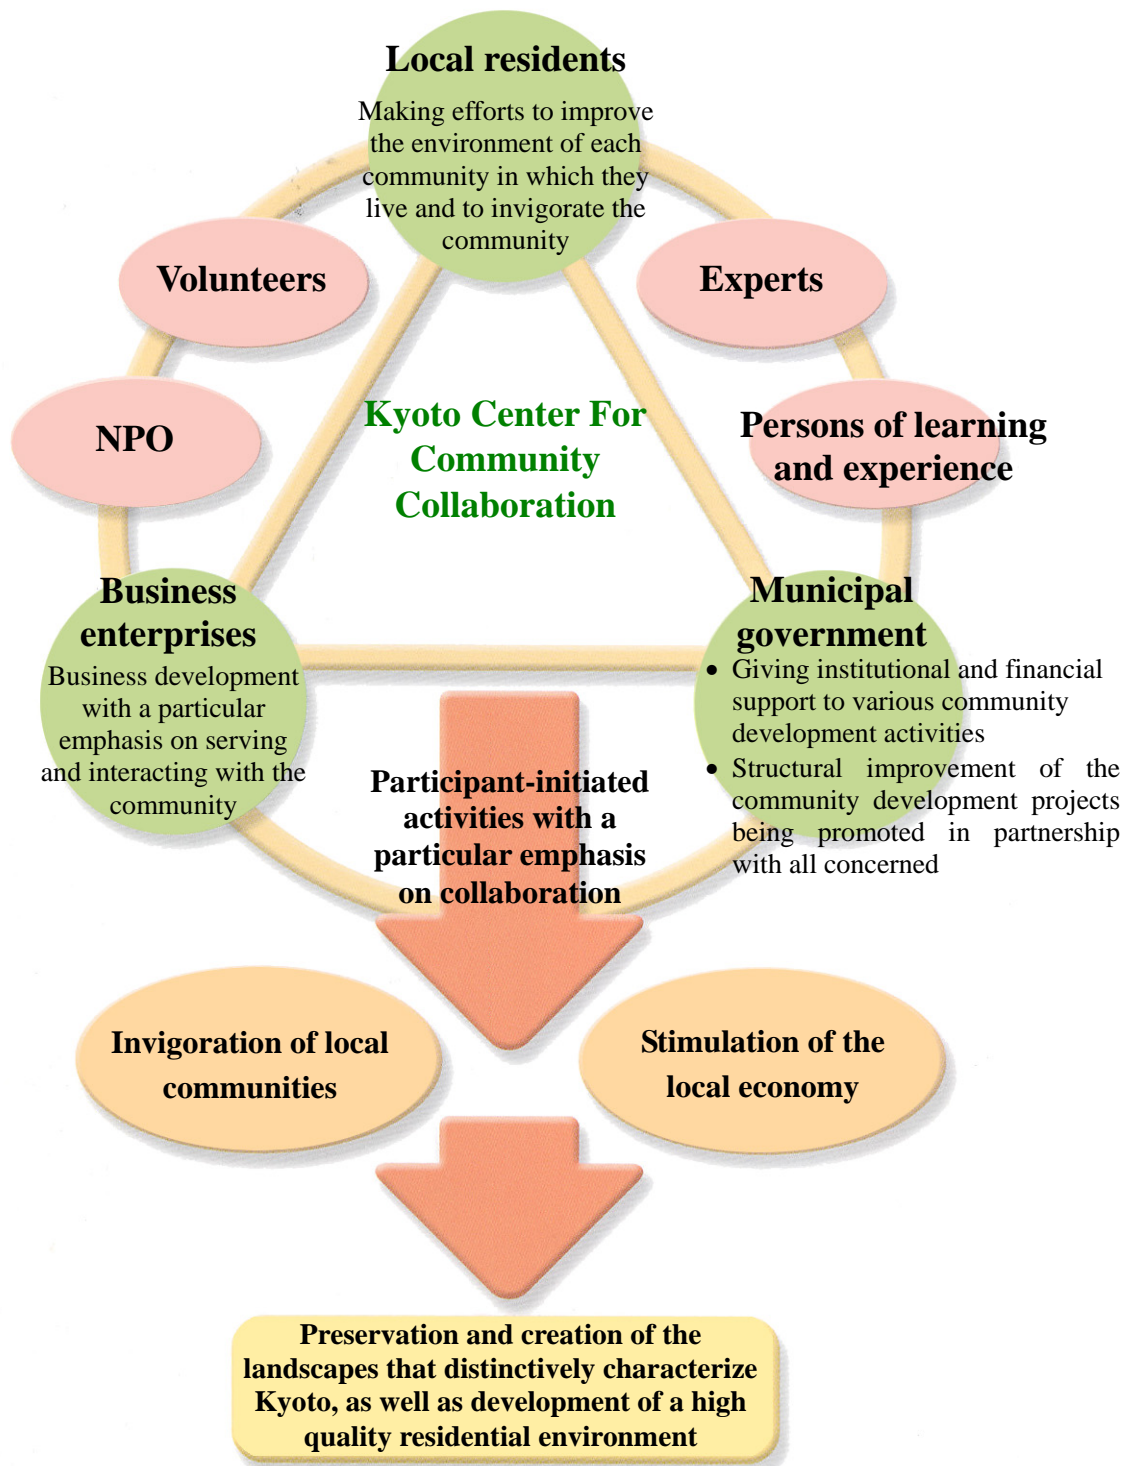 Local residents
Making efforts to improve
the environment of each
community in which they
live and to invigorate the
community
Volunteers
Experts
NPO
Persons of learning
and experience
Kyoto Center For
Community
Collaboration
Business
enterprises
Business development
with a particular
emphasis on serving
and interacting with the
community
Municipal
government
• Giving institutional and financial
support to various community
development activities
• Structural improvement of the
community development projects
being promoted in partnership
with all concerned
Participant-initiated
activities with a
particular emphasis
on collaboration
Invigoration of local
communities
Stimulation of the
local economy
Preservation and creation of the
landscapes that distinctively characterize
Kyoto, as well as development of a high
quality residential environment